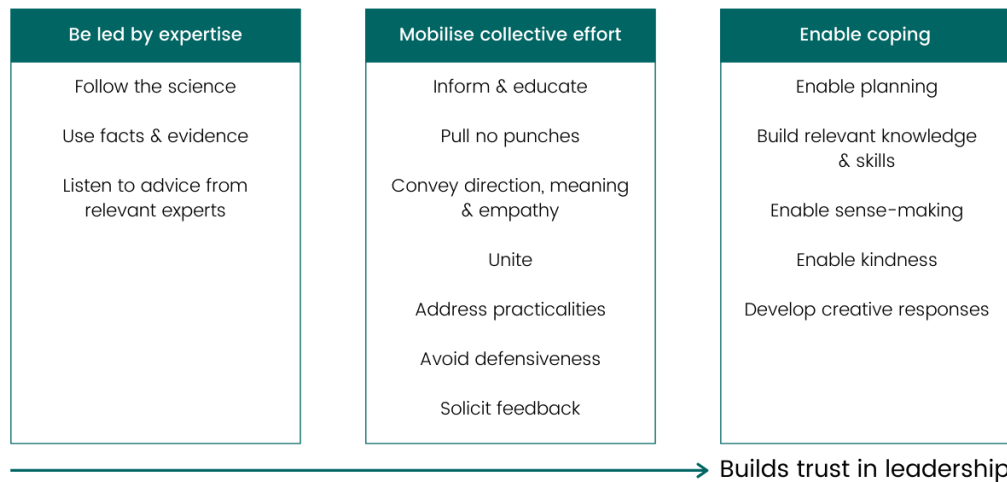 Be led by expertise
Follow the science
Use facts & evidence
Listen to advice from
relevant experts
Mobilise collective effort
Inform & educate
Pull no punches
Convey direction, meaning
& empathy
Unite
Address practicalities
Avoid defensiveness
Solicit feedback
Enable coping
Enable planning
Build relevant knowledge
& skills
Enable sense-making
Enable kindness
Develop creative responses
Builds trust in leadership